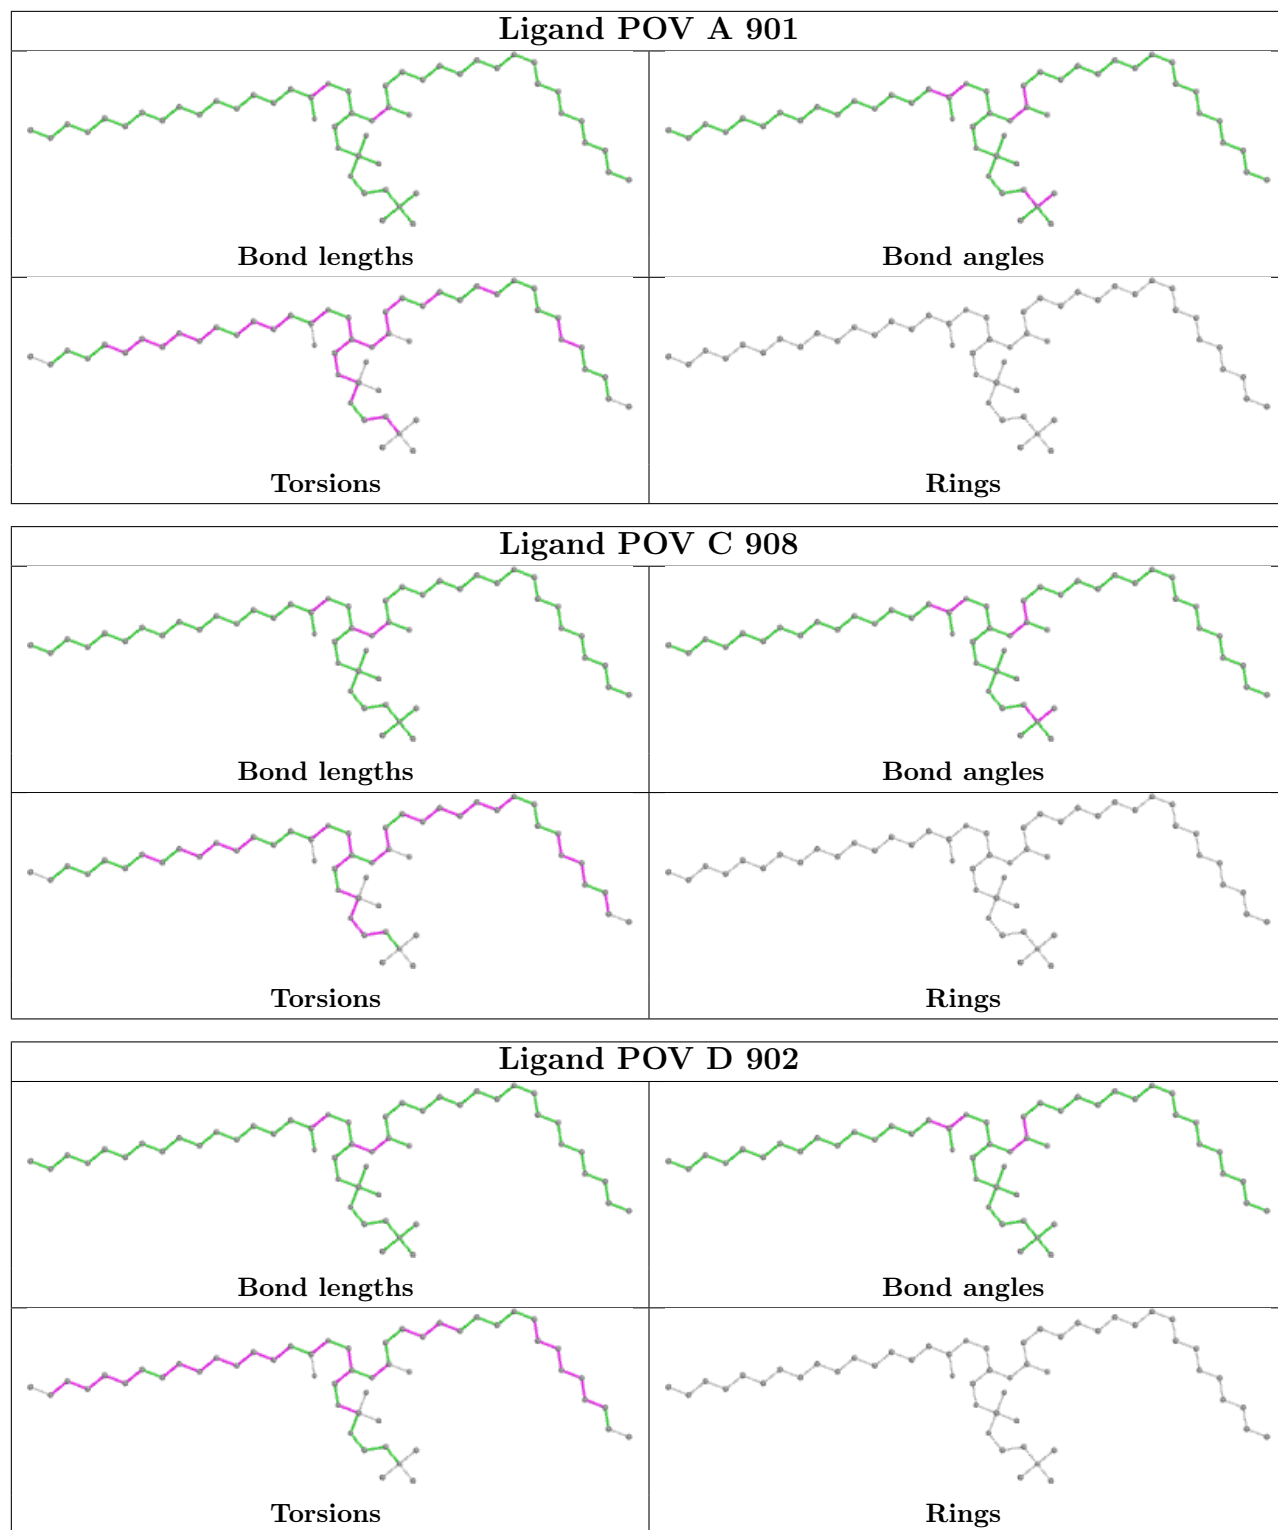 Ligand POV A 901
Bond lengths
Bond angles
Torsions
Rings
Ligand POV C 908
Bond lengths
Bond angles
Torsions
Rings
Ligand POV D 902
Bond lengths
Bond angles
Torsions
Rings